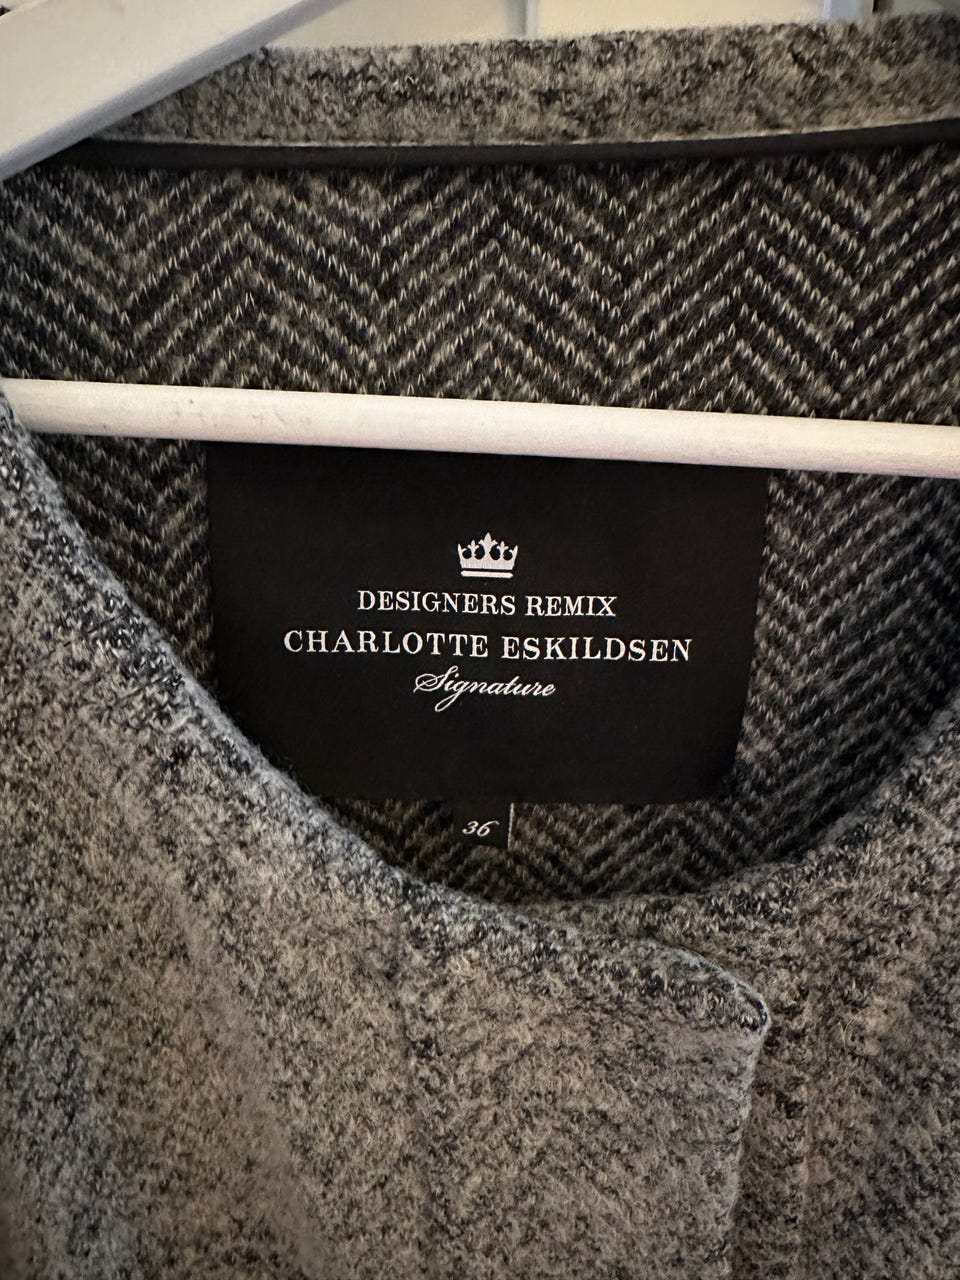 DESIGNERS REMIX
CHARLOTTE ESKILDSEN
Signature
36